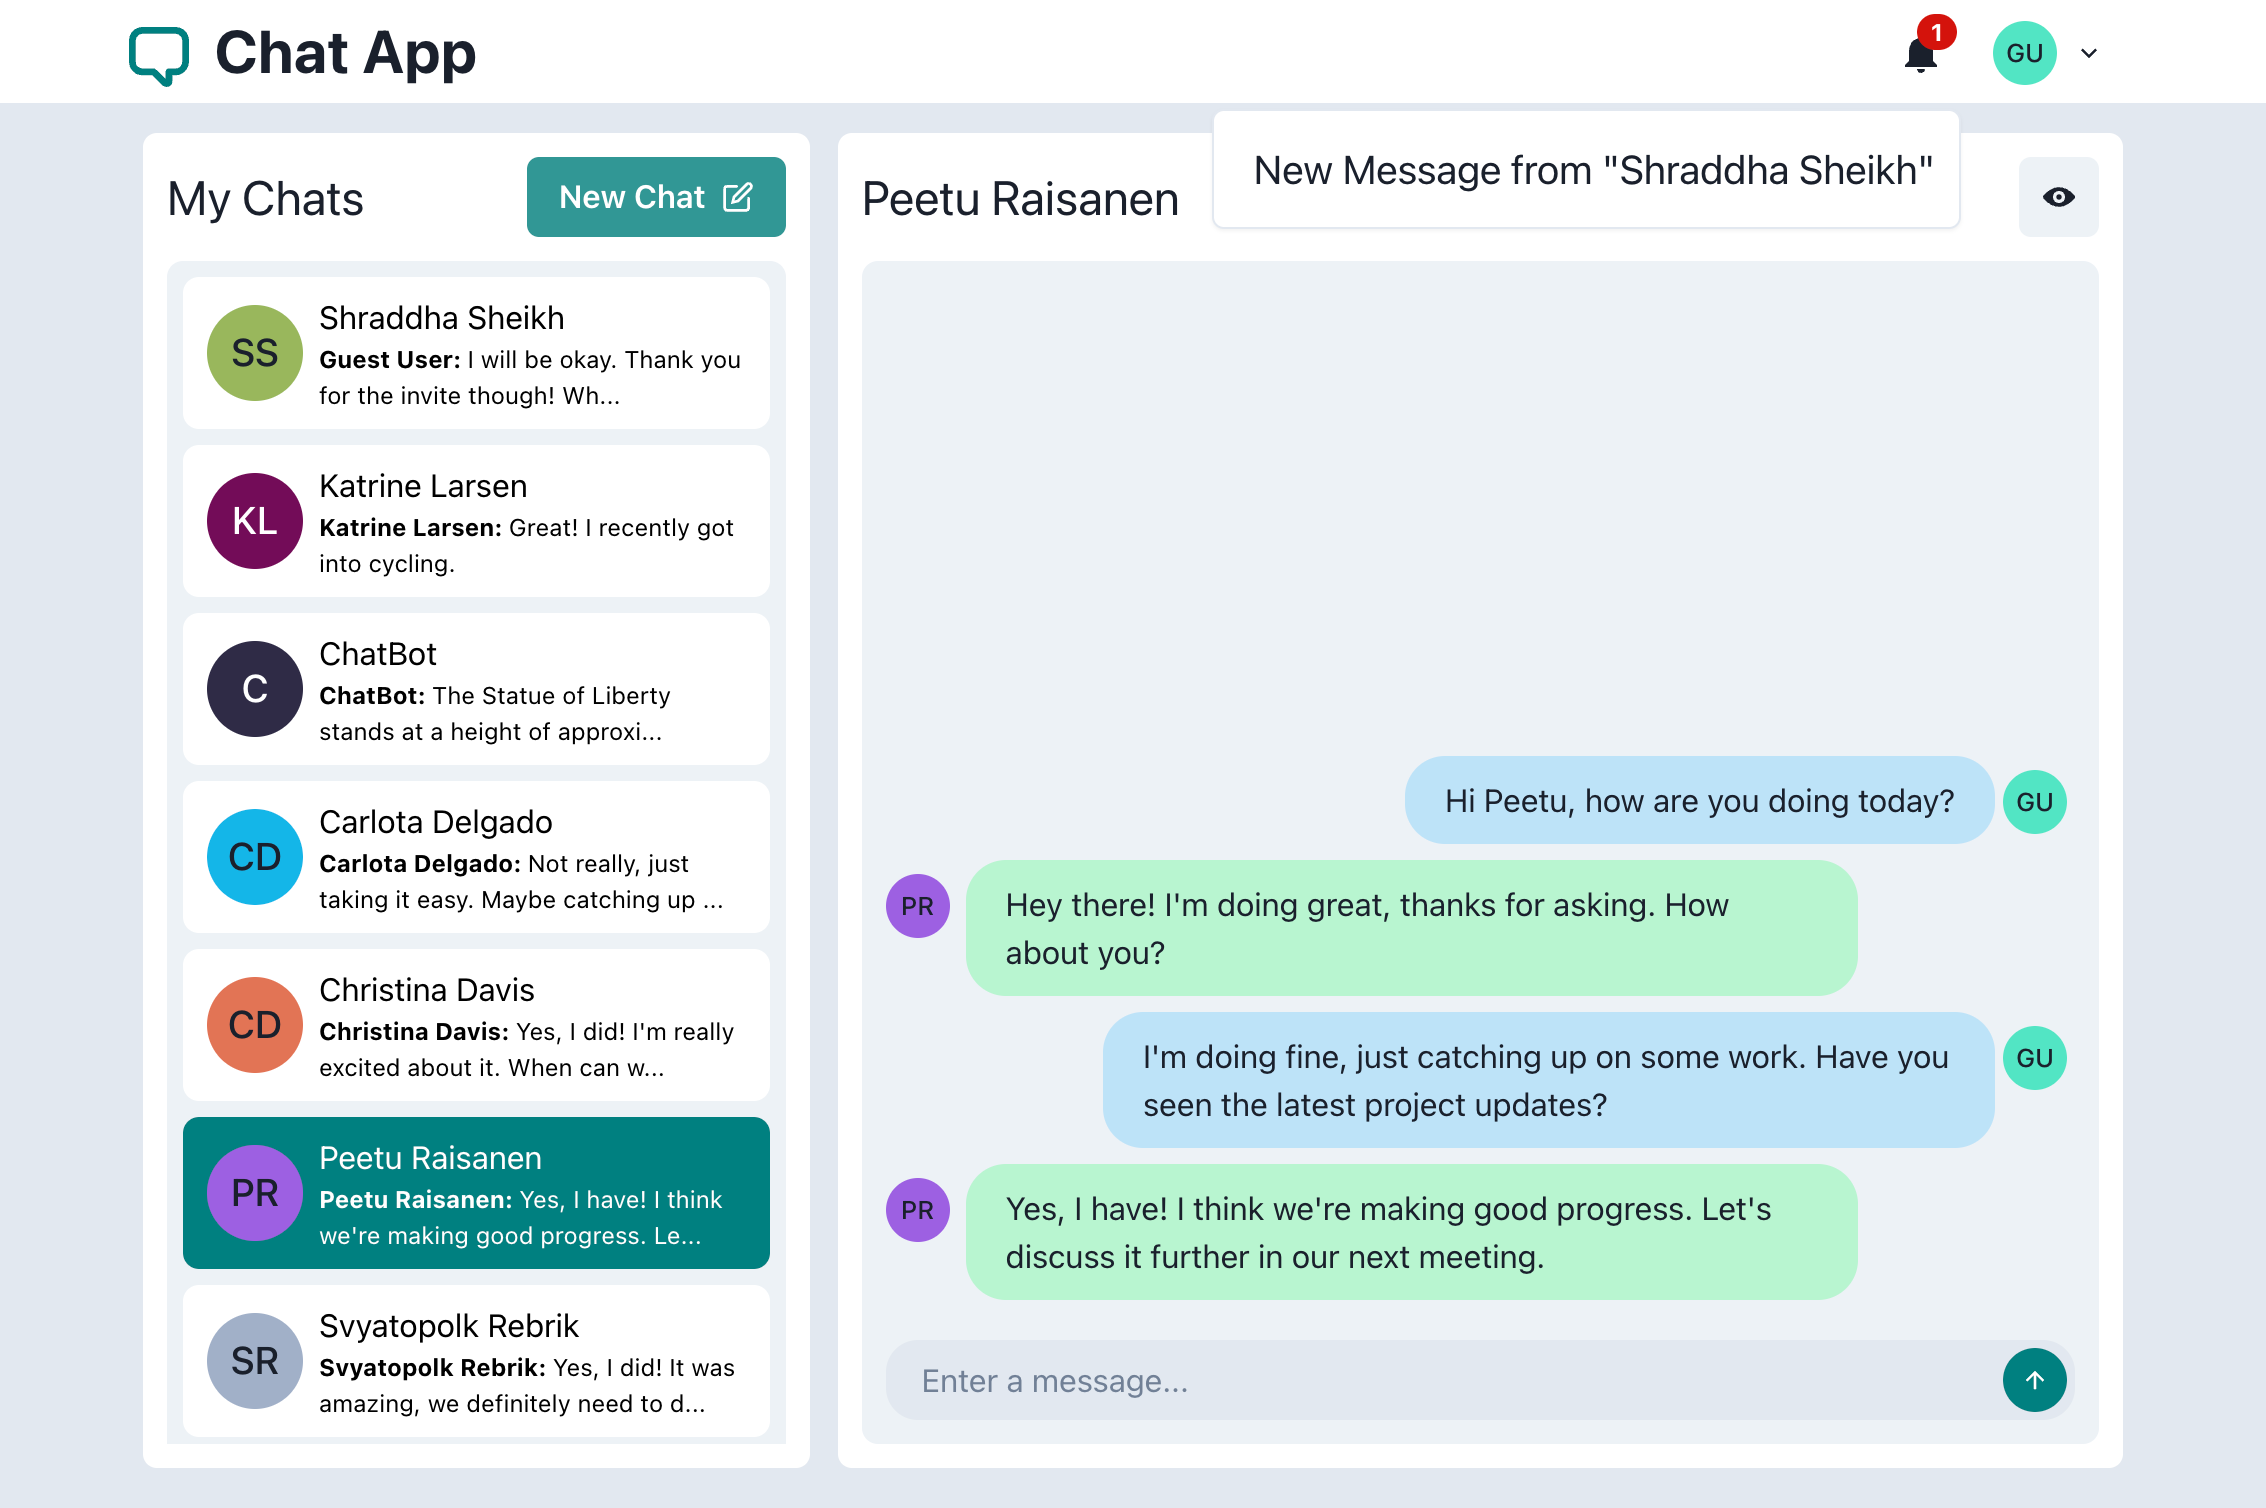 Chat App
1
GU
My Chats
New Chat
SS
Shraddha Sheikh
Guest User: I will be okay. Thank you
for the invite though! Wh...
KL
Katrine Larsen
Katrine Larsen: Great! I recently got
into cycling.
C
ChatBot
ChatBot: The Statue of Liberty
stands at a height of approxi...
CD
Carlota Delgado
Carlota Delgado: Not really, just
taking it easy. Maybe catching up ...
CD
Christina Davis
Christina Davis: Yes, I did! I'm really
excited about it. When can w...
PR
Peetu Raisanen
Peetu Raisanen: Yes, I have! I think
we're making good progress. Le...
SR
Svyatopolk Rebrik
Svyatopolk Rebrik: Yes, I did! It was
amazing, we definitely need to d...
Peetu Raisanen
New Message from "Shraddha Sheikh"
Hi Peetu, how are you doing today?
GU
PR
Hey there! I'm doing great, thanks for asking. How
about you?
I'm doing fine, just catching up on some work. Have you
seen the latest project updates?
GU
PR
Yes, I have! I think we're making good progress. Let's
discuss it further in our next meeting.
Enter a message...